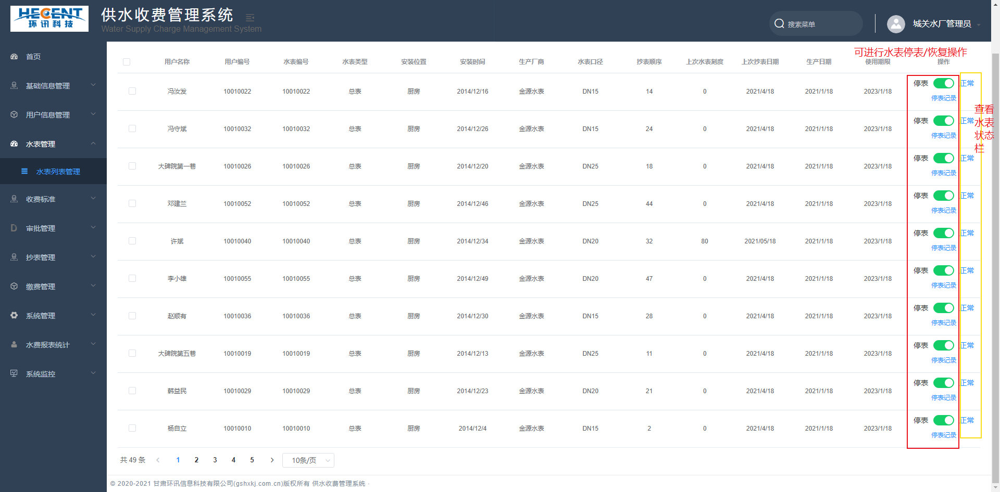 HECENT
环讯科技
供水收费管理系统
Water Supply Charge Management System
搜索菜单
城关水厂管理员
首页
基础信息管理
用户信息管理
水表管理
水表列表管理
收费标准
审批管理
抄表管理
缴费管理
系统管理
水费报表统计
系统监控
可进行水表停表/恢复操作
用户名称 用户编号 水表编号 水表类型 安装位置 安装时间 生产厂商 水表口径 抄表顺序 上次水表刻度 上次抄表日期 生产日期 使用期限 操作
冯汝发 10010022 10010022 总表 厨房 2014/12/16 金源水表 DN15 14 0 2021/4/18 2021/1/18 2023/1/18 停表 正常
停表记录
冯守斌 10010032 10010032 总表 厨房 2014/12/26 金源水表 DN15 24 0 2021/4/18 2021/1/18 2023/1/18 停表 正常
停表记录
大碑院第一巷 10010026 10010026 总表 厨房 2014/12/20 金源水表 DN25 18 0 2021/4/18 2021/1/18 2023/1/18 停表 正常
停表记录
邓建兰 10010052 10010052 总表 厨房 2014/12/46 金源水表 DN25 44 0 2021/4/18 2021/1/18 2023/1/18 停表 正常
停表记录
许斌 10010040 10010040 总表 厨房 2014/12/34 金源水表 DN20 32 80 2021/05/18 2021/1/18 2023/1/18 停表 正常
停表记录
李小雄 10010055 10010055 总表 厨房 2014/12/49 金源水表 DN20 47 0 2021/4/18 2021/1/18 2023/1/18 停表 正常
停表记录
赵顺有 10010036 10010036 总表 厨房 2014/12/30 金源水表 DN15 28 0 2021/4/18 2021/1/18 2023/1/18 停表 正常
停表记录
大碑院第五巷 10010019 10010019 总表 厨房 2014/12/13 金源水表 DN25 11 0 2021/4/18 2021/1/18 2023/1/18 停表 正常
停表记录
韩益民 10010029 10010029 总表 厨房 2014/12/23 金源水表 DN20 21 0 2021/4/18 2021/1/18 2023/1/18 停表 正常
停表记录
杨自立 10010010 10010010 总表 厨房 2014/12/4 金源水表 DN15 2 0 2021/4/18 2021/1/18 2023/1/18 停表 正常
停表记录
查看
水表
状态
栏
共 49 条 1 2 3 4 5 10条/页
© 2020-2021 甘肃环讯信息科技有限公司(gshxkj.com.cn)版权所有 供水收费管理系统 ·